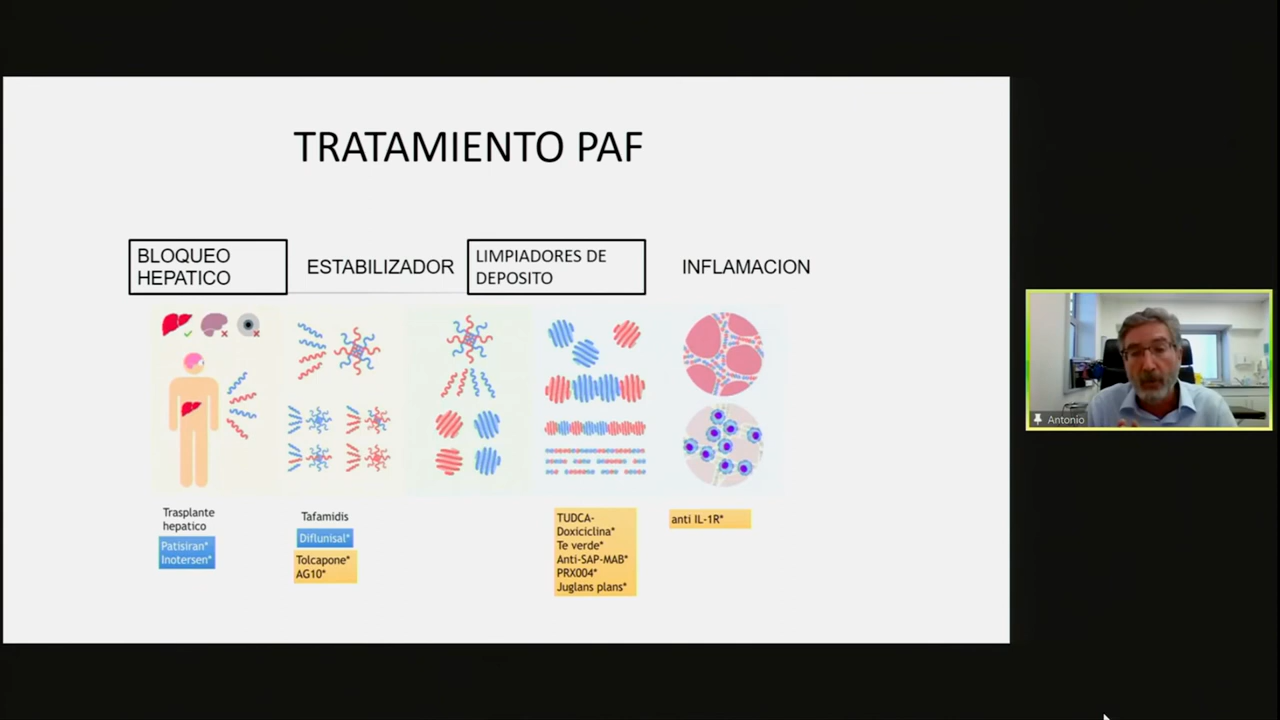 TRATAMIENTO PAF
BLOQUEO
HEPATICO
ESTABILIZADOR
LIMPIADORES DE
DEPOSITO
INFLAMACION
Trasplante
hepatico
Patisiran*
Inotersen*
Tafamidis
Diflunisal*
Tolcapone*
AG10*
TUDCA-
Doxiciclina*
Te verde*
Anti-SAP-MAB*
PRX004*
Juglans plans*
anti IL-1R*
Antonio